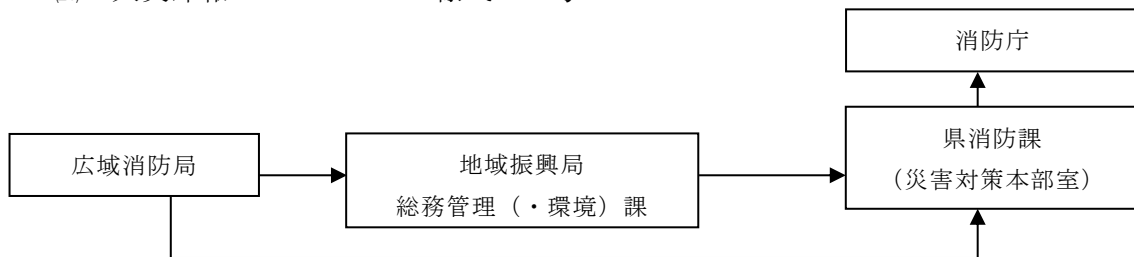 消防庁
県消防課
（災害対策本部室）
広域消防局
地域振興局
総務管理（・環境）課